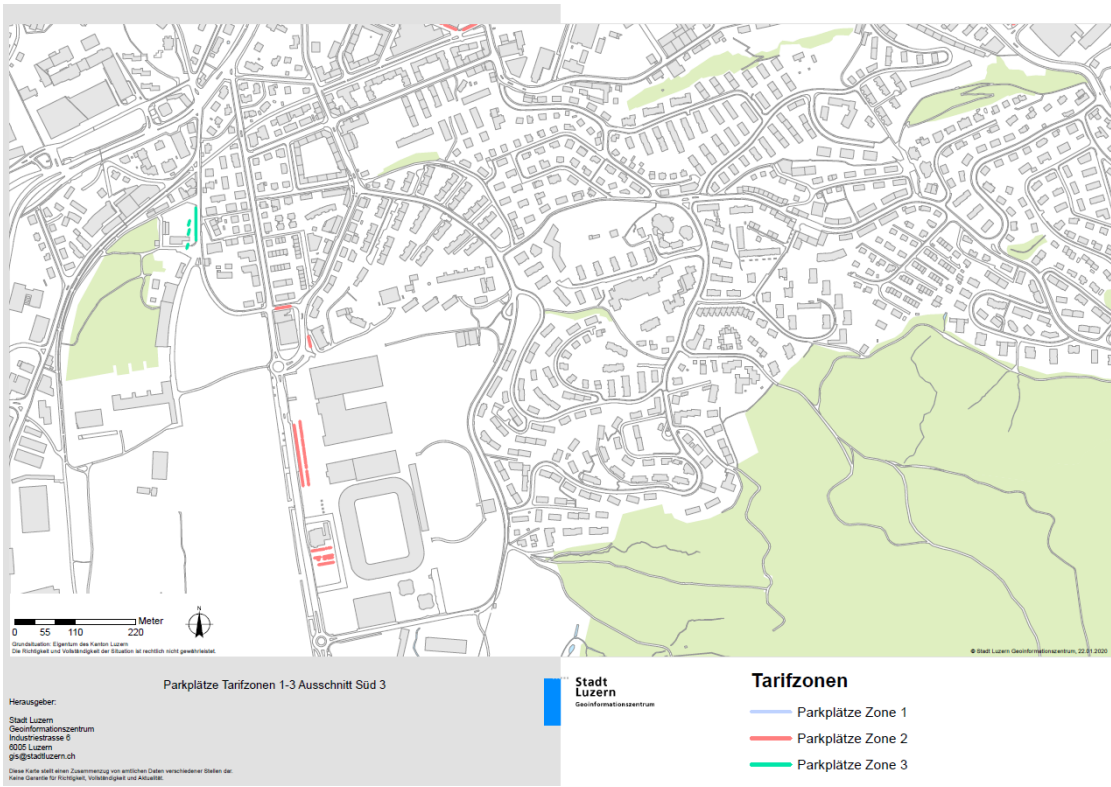 N
Meter
0 55 110 220
Grundsituation: Eigentum des Kanton Luzern
Die Richtigkeit und Vollständigkeit der Situation ist rechtlich nicht gewährleistet.
© Stadt Luzern Geoinformationszentrum, 22.01.2020
Parkplätze Tarifzonen 1-3 Ausschnitt Süd 3
Herausgeber:
Stadt Luzern
Geoinformationszentrum
Industriestrasse 6
6005 Luzern
gis@stadtluzern.ch
Diese Karte stellt einen Zusammenzug von amtlichen Daten verschiedener Stellen dar.
Keine Garantie für Richtigkeit, Vollständigkeit und Aktualität.
Stadt
Luzern
Geoinformationszentrum
Tarifzonen
Parkplätze Zone 1
Parkplätze Zone 2
Parkplätze Zone 3